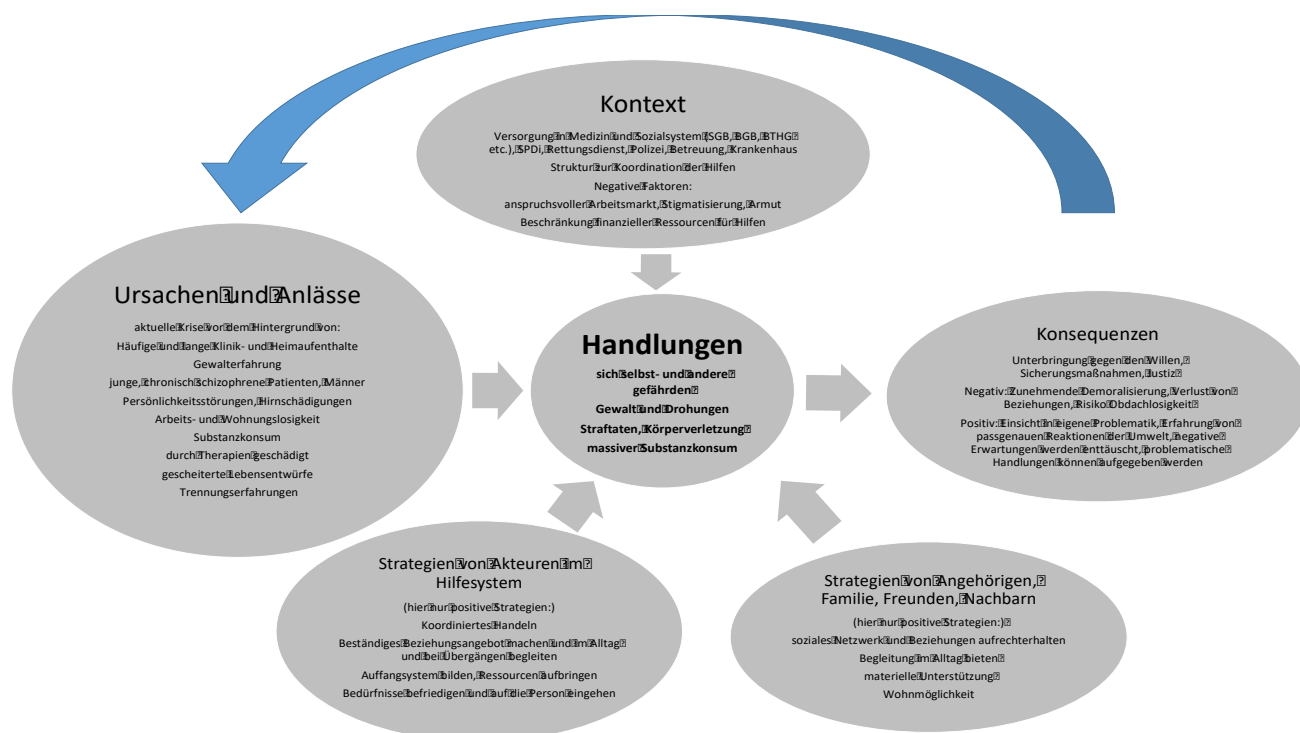 Kontext
Versorgung in Medizin und Sozialsystem (SGB, BGB, BTHG
etc.), SPDi, Rettungsdienst, Polizei, Betreuung, Krankenhaus
Struktur zur Koordination der Hilfen
Negative Faktoren:
anspruchsvoller Arbeitsmarkt, Stigmatisierung, Armut
Beschränkung finanzieller Ressourcen für Hilfen
Ursachen und Anlässe
aktuelle Krise vor dem Hintergrund von:
Häufige und lange Klinik- und Heimaufenthalte
Gewalterfahrung
junge, chronisch schizophrene Patienten, Männer
Persönlichkeitsstörungen, Hirnschädigungen
Arbeits- und Wohnungslosigkeit
Substanzkonsum
durch Therapien geschädigt
gescheiterte Lebensentwürfe
Trennungserfahrungen
Handlungen
sich selbst- und andere
gefährden
Gewalt und Drohungen
Straftaten, Körperverletzung
massiver Substanzkonsum
Konsequenzen
Unterbringung gegen den Willen,
Sicherungsmaßnahmen, Justiz
Negativ: Zunehmende Demoralisierung, Verlust von
Beziehungen, Risiko Obdachlosigkeit
Positiv: Einsicht in eigene Problematik, Erfahrung von
passgenauen Reaktionen der Umwelt, negative
Erwartungen werden enttäuscht, problematische
Handlungen können aufgegeben werden
Strategien von Akteuren im
Hilfesystem
(hier nur positive Strategien:)
Koordiniertes Handeln
Beständiges Beziehungsangebot machen und im Alltag
und bei Übergängen begleiten
Auffangsystem bilden, Ressourcen aufbringen
Bedürfnisse befriedigen und auf die Person eingehen
Strategien von Angehörigen,
Familie, Freunden, Nachbarn
(hier nur positive Strategien:)
soziales Netzwerk und Beziehungen aufrechterhalten
Begleitung im Alltag bieten
materielle Unterstützung
Wohnmöglichkeit